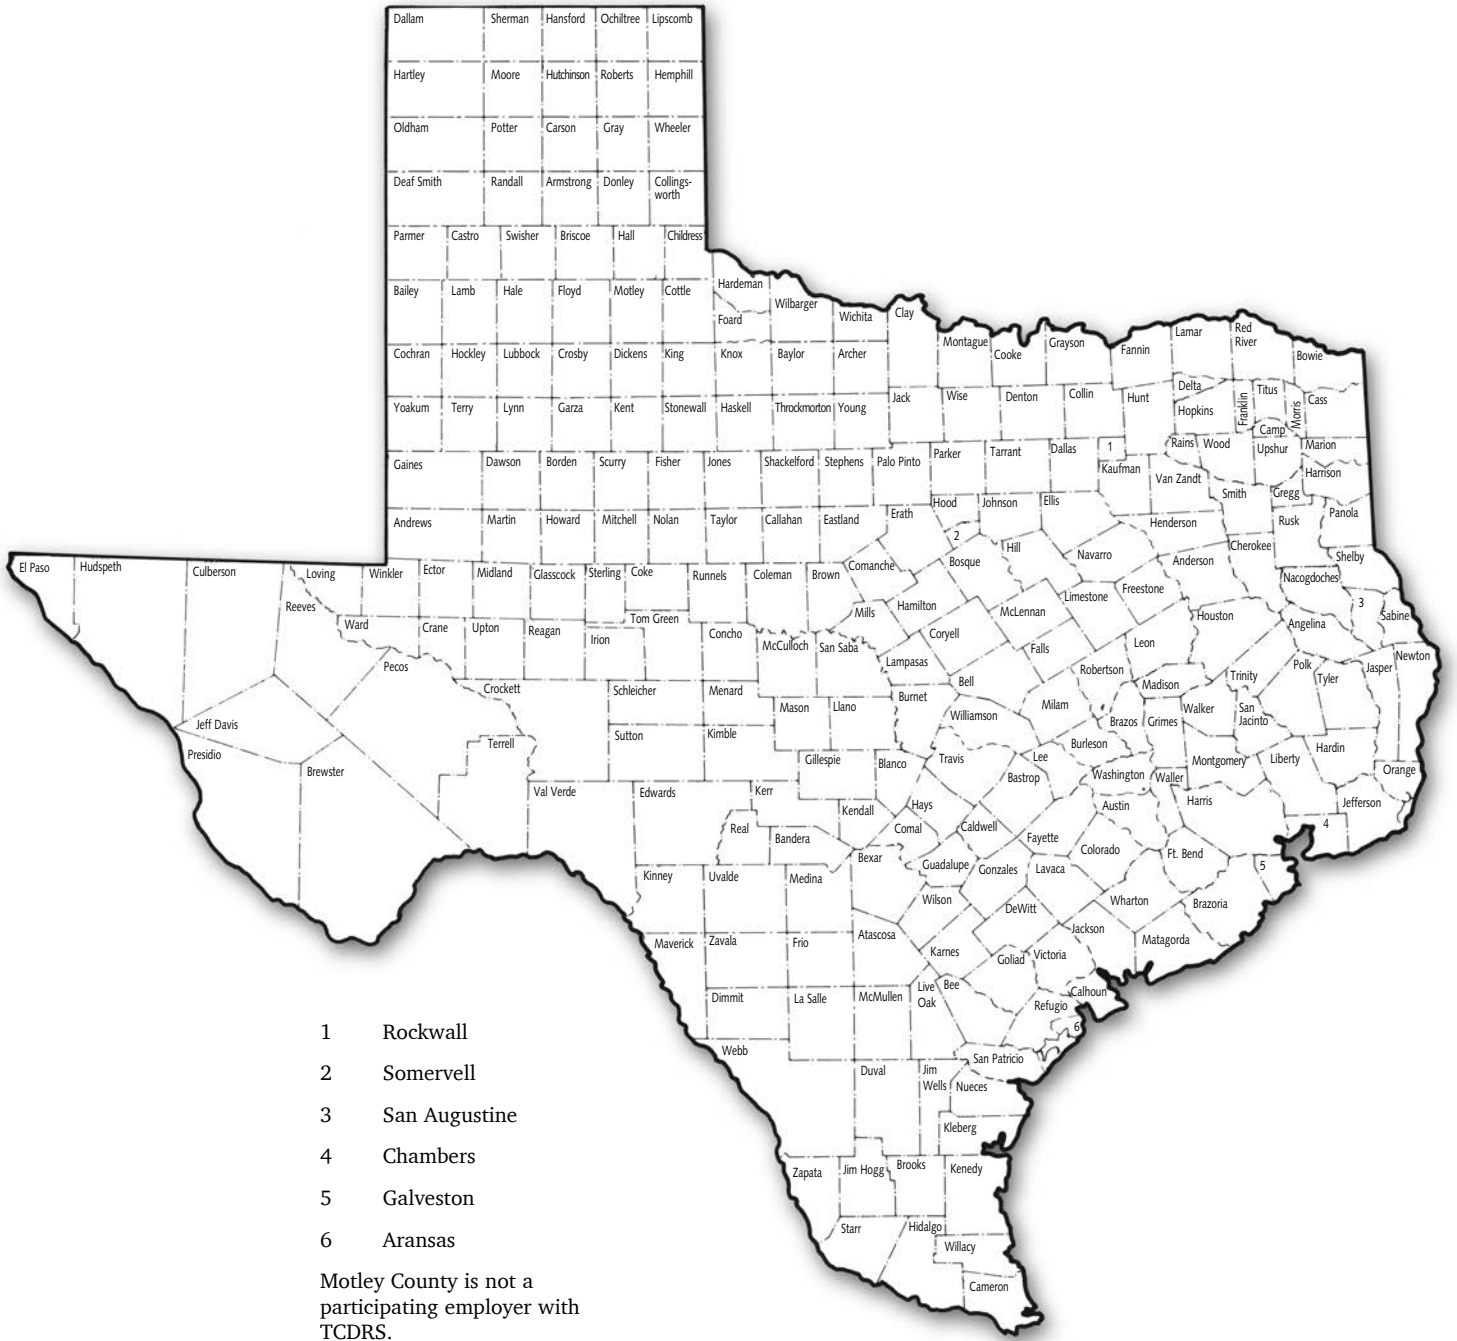 Dallam Sherman Hansford Ochiltree Lipscomb
Hartley Moore Hutchinson Roberts Hemphill
Oldham Potter Carson Gray Wheeler
Deaf Smith Randall Armstrong Donley Collings-
worth
Parmer Castro Swisher Briscoe Hall Childress
Bailey Lamb Hale Floyd Motley Cottle Hardeman
Foard Wilbarger Wichita Clay
Montague Cooke Grayson Fannin Lamar Red
River Bowie
Cochran Hockley Lubbock Crosby Dickens King Knox Baylor Archer
Yoakum Terry Lynn Garza Kent Stonewall Haskell Throckmorton Young Jack Wise Denton Collin Hunt Delta
Hopkins Franklin Titus Camp Morris Cass
Gaines Dawson Borden Scurry Fisher Jones Shackelford Stephens Palo Pinto Parker Tarrant Dallas 1 Kaufman Rains Wood Upshur Marion
Van Zandt Smith Gregg Harrison
Andrews Martin Howard Mitchell Nolan Taylor Callahan Eastland Erath Hood Johnson Ellis Henderson Rusk Panola
2 Hill Navarro Anderson Cherokee Shelby
El Paso Hudspeth Culberson Loving Winkler Ector Midland Glasscock Sterling Coke Runnels Coleman Brown Comanche Bosque Nacogdoches
Reeves Ward Crane Upton Reagan Irion Tom Green Concho Mills Hamilton McLennan Limestone Freestone Houston Angelina 3 Sabine
McCulloch San Saba Lampasas Coryell Falls Leon
Pecos Crockett Schleicher Menard Mason Llano Burnet Bell Robertson Madison Trinity Polk Tyler Jasper Newton
Williamson Milam Brazos Grimes Walker San
Jacinto
Jeff Davis
Presidio Brewster Terrell Sutton Kimble Gillespie Blanco Travis Lee Burleson Washington Waller Montgomery Liberty Hardin Orange
Val Verde Edwards Kerr Kendall Hays Bastrop Austin Harris Jefferson
Real Bandera Comal Caldwell Fayette Colorado Ft. Bend 4
Kinney Uvalde Medina Bexar Guadalupe Gonzales Lavaca 5
Wilson DeWitt Wharton Brazoria
Maverick Zavala Frio Atascosa Karnes Goliad Victoria Jackson Matagorda
Dimmit La Salle McMullen Live
Oak Bee Refugio Calhoun
6
Webb Duval Jim
Wells San Patricio
Nueces
Kleberg
Zapata Jim Hogg Brooks Kenedy
Starr Hidalgo
Willacy
Cameron
1 Rockwall
2 Somervell
3 San Augustine
4 Chambers
5 Galveston
6 Aransas
Motley County is not a
participating employer with
TCDRS.